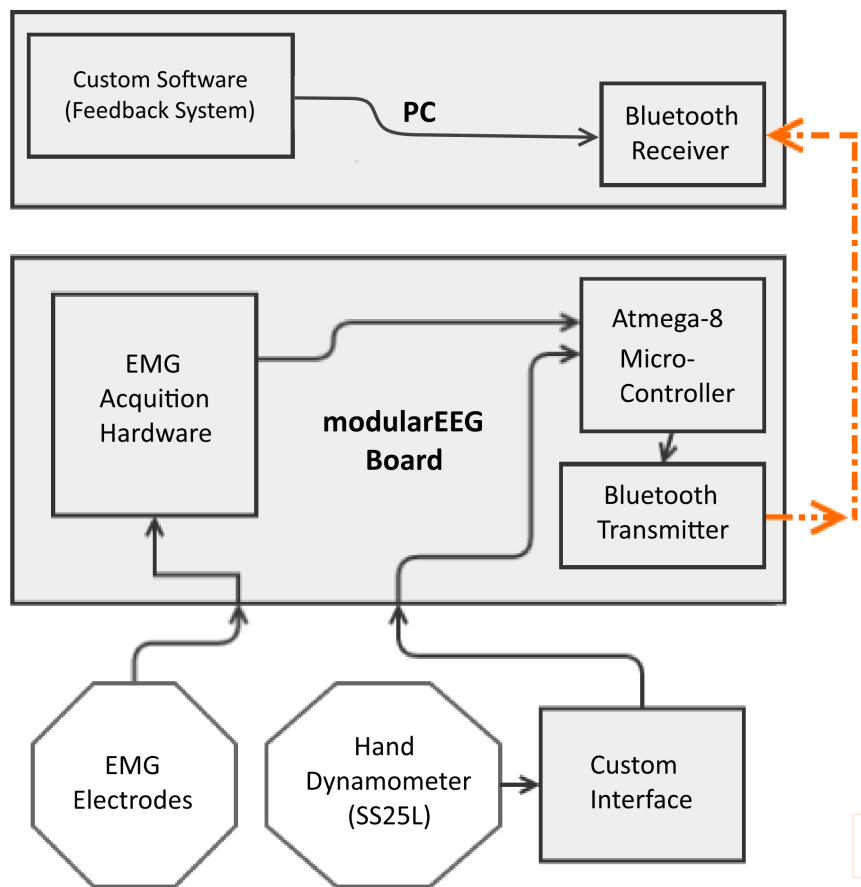 Custom Software
(Feedback System)
PC
Bluetooth
Receiver
EMG
Acquition
Hardware
modularEEG
Board
Atmega-8
Micro-
Controller
Bluetooth
Transmitter
EMG
Electrodes
Hand
Dynamometer
(SS25L)
Custom
Interface